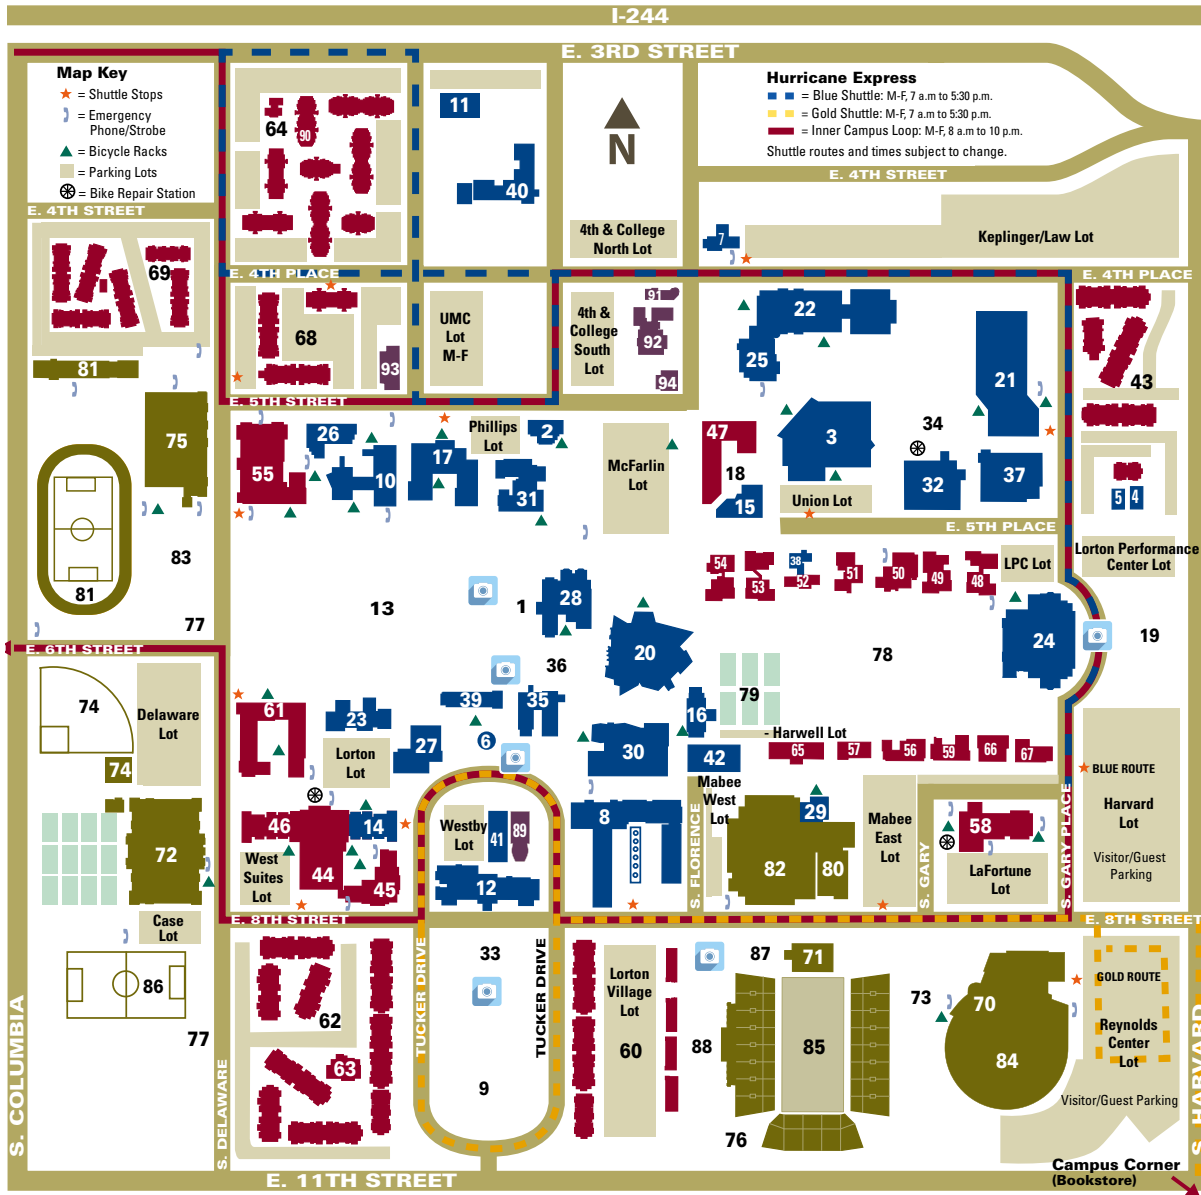 I-244
E. 3RD STREET
Map Key
= Shuttle Stops
= Emergency
Phone/Strobe
= Bicycle Racks
= Parking Lots
= Bike Repair Station
Hurricane Express
= Blue Shuttle: M-F, 7 a.m to 5:30 p.m.
= Gold Shuttle: M-F, 7 a.m to 5:30 p.m.
= Inner Campus Loop: M-F, 8 a.m to 10 p.m.
Shuttle routes and times subject to change.
N
11
64
90
40
E. 4TH STREET
E. 4TH STREET
4th & College
North Lot
7
Keplinger/Law Lot
69
E. 4TH PLACE
E. 4TH PLACE
68
93
UMC
Lot
M-F
4th &
College
South
Lot
91
92
94
22
25
21
43
81
E. 5TH STREET
75
55
26
10
17
Phillips
Lot
2
31
McFarlin
Lot
47
18
15
3
Union Lot
34
32
37
5
4
E. 5TH PLACE
83
81
77
13
1
28
36
20
54
53
38
52
51
50
49
48
LPC Lot
Lorton Performance
Center Lot
24
19
78
79
E. 6TH STREET
74
Delaware
Lot
74
72
Case
Lot
61
23
Lorton
Lot
27
39
35
6
16
30
42
- Harwell Lot
65
57
56
59
66
67
BLUE ROUTE
Harvard
Lot
Visitor/Guest
Parking
46
14
44
45
West
Suites
Lot
Westby
Lot
41
89
12
8
S. FLORENCE
Mabee
West
Lot
29
82
80
Mabee
East
Lot
S. GARY
58
LaFortune
Lot
S. GARY PLACE
E. 8TH STREET
E. 8TH STREET
86
77
S. COLUMBIA
S. DELAWARE
62
63
TUCKER DRIVE
33
9
TUCKER DRIVE
Lorton
Village
Lot
60
87
71
88
85
76
73
70
84
GOLD ROUTE
Reynolds
Center
Lot
Visitor/Guest Parking
S. HARVARD
E. 11TH STREET
Campus Corner
(Bookstore)